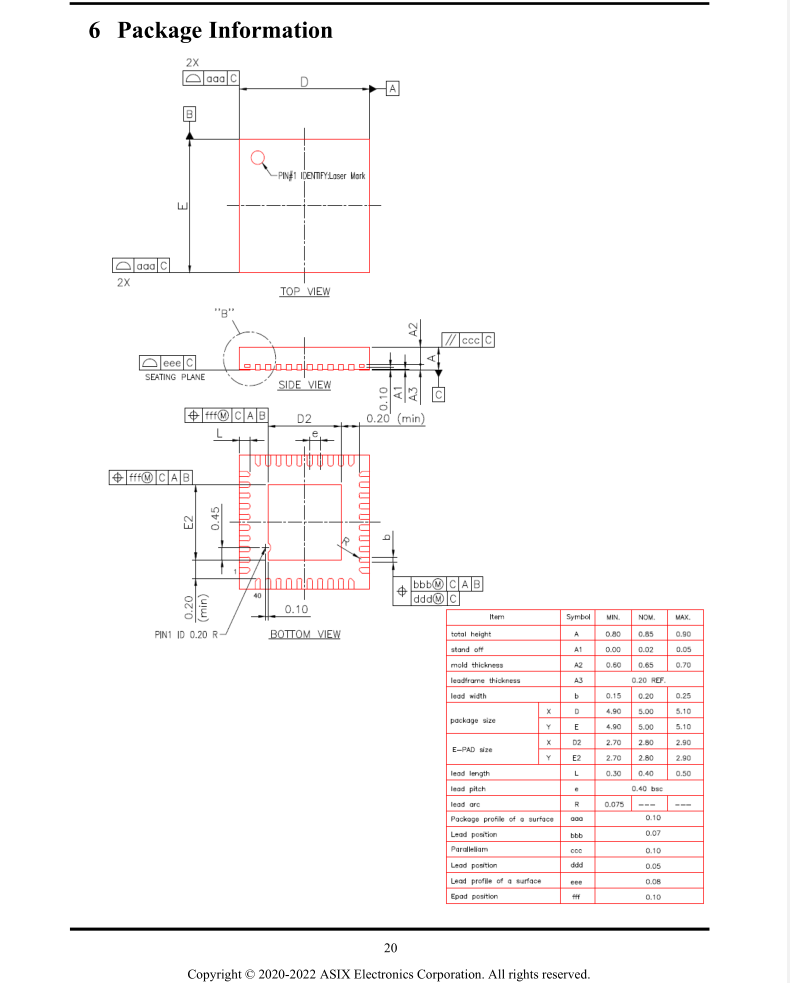 6 Package Information
2X
aaa C
D
A
B
PIN#1 IDENTIFY:Laser Mark
E
aaa C
2X
TOP VIEW
"B"
A2
// ccc C
A
eee C
SEATING PLANE
SIDE VIEW
0.10
A1
A3
C
fffⓂ C A B
D2
0.20 (min)
L
e
fffⓂ C A B
E2
0.45
R
b
1
40
bbbⓂ C A B
dddⓂ C
0.20
(min)
0.10
PIN1 ID 0.20 R
BOTTOM VIEW
Item Symbol MIN. NOM. MAX.
total height A 0.80 0.85 0.90
stand off A1 0.00 0.02 0.05
mold thickness A2 0.60 0.65 0.70
leadframe thickness A3 0.20 REF.
lead width b 0.15 0.20 0.25
package size X D 4.90 5.00 5.10
Y E 4.90 5.00 5.10
E-PAD size X D2 2.70 2.80 2.90
Y E2 2.70 2.80 2.90
lead length L 0.30 0.40 0.50
lead pitch e 0.40 bsc
lead arc R 0.075 --- ---
Package profile of a surface aaa 0.10
Lead position bbb 0.07
Paralleliam ccc 0.10
Lead position ddd 0.05
Lead profile of a surface eee 0.08
Epad position fff 0.10
20
Copyright © 2020-2022 ASIX Electronics Corporation. All rights reserved.